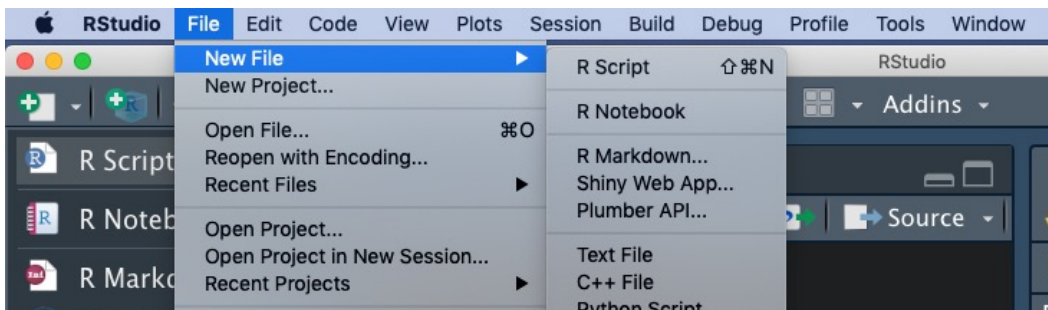 RStudio File Edit Code View Plots Session Build Debug Profile Tools Window
RStudio
New File
New Project...
Open File... ⌘O
Reopen with Encoding...
Recent Files
Open Project...
Open Project in New Session...
Recent Projects
R Script ⇧⌘N
R Notebook
R Markdown...
Shiny Web App...
Plumber API...
Text File
C++ File
Python Script
Addins
Source
R Script
R Noteb
R Markd